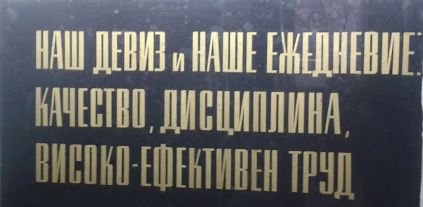 НАШ ДЕВИЗ и НАШЕ ЕЖЕДНЕВИЕ:
КАЧЕСТВО, ДИСЦИПЛИНА,
ВИСОКО-ЕФЕКТИВЕН ТРУД